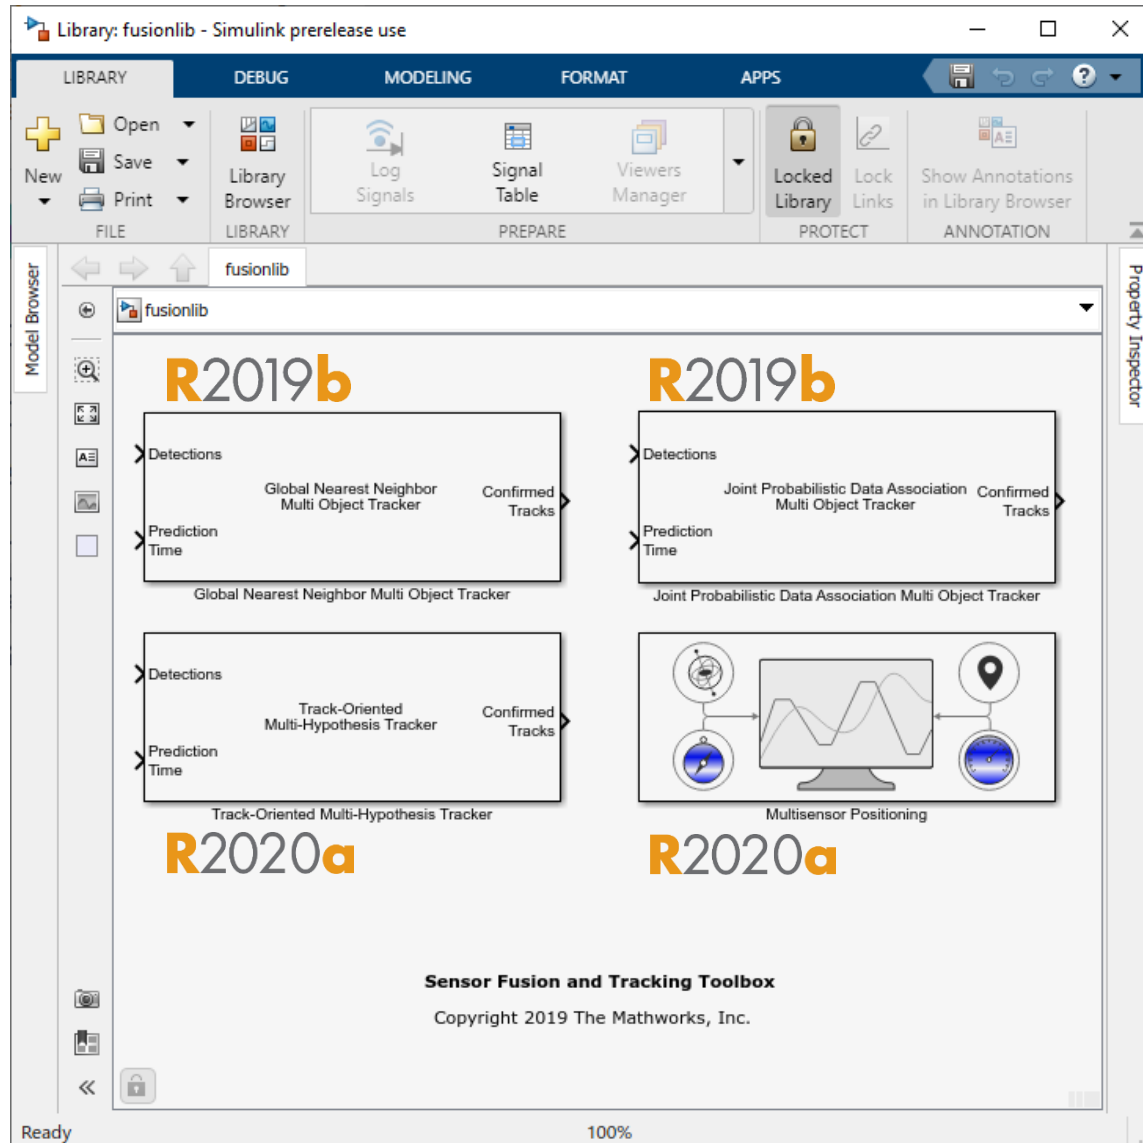 Library: fusionlib - Simulink prerelease use
LIBRARY DEBUG MODELING FORMAT APPS
New
Open
Save
Print
FILE
Library
Browser
LIBRARY
Log
Signals
Signal
Table
Viewers
Manager
PREPARE
Locked
Library
Lock
Links
PROTECT
Show Annotations
in Library Browser
ANNOTATION
Model Browser
Property Inspector
fusionlib
fusionlib
R2019b
Detections
Prediction
Time
Global Nearest Neighbor
Multi Object Tracker
Confirmed
Tracks
Global Nearest Neighbor Multi Object Tracker
R2019b
Detections
Prediction
Time
Joint Probabilistic Data Association
Multi Object Tracker
Confirmed
Tracks
Joint Probabilistic Data Association Multi Object Tracker
Detections
Prediction
Time
Track-Oriented
Multi-Hypothesis Tracker
Confirmed
Tracks
Track-Oriented Multi-Hypothesis Tracker
R2020a
Multisensor Positioning
R2020a
Sensor Fusion and Tracking Toolbox
Copyright 2019 The Mathworks, Inc.
Ready
100%